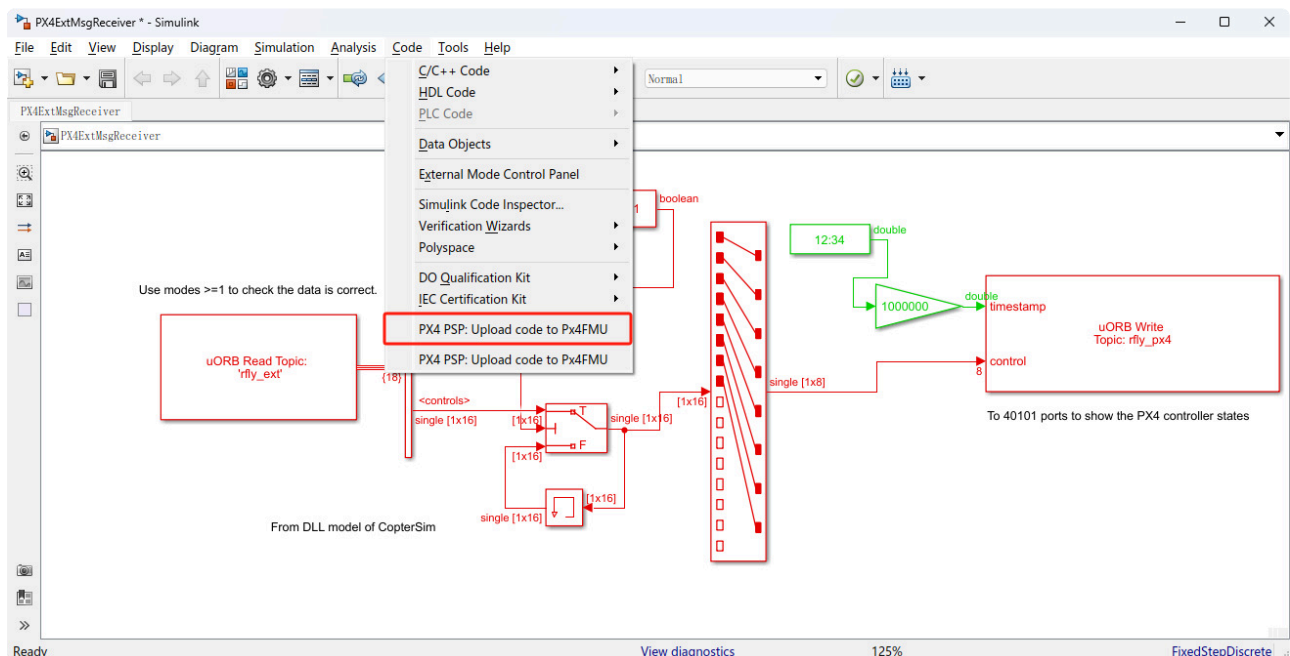 PX4ExtMsgReceiver * - Simulink
File Edit View Display Diagram Simulation Analysis Code Tools Help
Normal
PX4ExtMsgReceiver
PX4ExtMsgReceiver
C/C++ Code
HDL Code
PLC Code
Data Objects
External Mode Control Panel
Simulink Code Inspector...
Verification Wizards
Polyspace
DO Qualification Kit
IEC Certification Kit
PX4 PSP: Upload code to Px4FMU
PX4 PSP: Upload code to Px4FMU
1
boolean
12:34
double
1000000
double
timestamp
uORB Write
Topic: rfly_px4
control
8
To 40101 ports to show the PX4 controller states
Use modes >=1 to check the data is correct.
uORB Read Topic:
'rfly_ext'
{18}
<controls>
single [1x16]
[1x16]
T
F
[1x16]
single [1x16]
[1x16]
single [1x16]
[1x16]
single [1x8]
From DLL model of CopterSim
Ready
View diagnostics
125%
FixedStepDiscrete